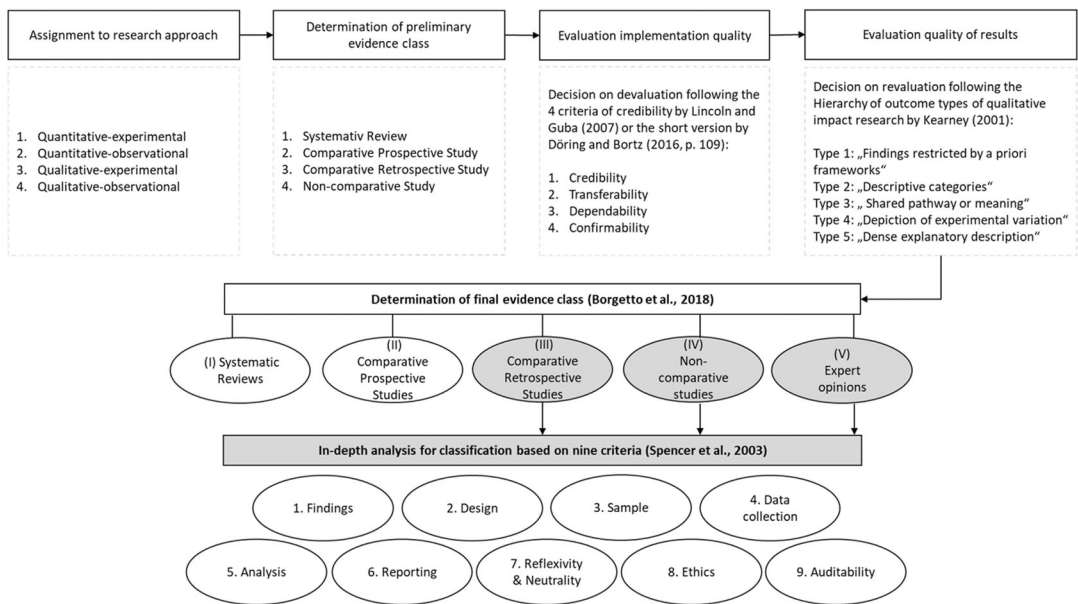 Assignment to research approach
Determination of preliminary
evidence class
Evaluation implementation quality
Evaluation quality of results
1. Quantitative-experimental
2. Quantitative-observational
3. Qualitative-experimental
4. Qualitative-observational
1. Systemativ Review
2. Comparative Prospective Study
3. Comparative Retrospective Study
4. Non-comparative Study
Decision on devaluation following the
4 criteria of credibility by Lincoln and
Guba (2007) or the short version by
Döring and Bortz (2016, p. 109):
1. Credibility
2. Transferability
3. Dependability
4. Confirmability
Decision on revaluation following the
Hierarchy of outcome types of qualitative
impact research by Kearney (2001):
Type 1: „Findings restricted by a priori
frameworks“
Type 2: „Descriptive categories“
Type 3: „ Shared pathway or meaning“
Type 4: „Depiction of experimental variation“
Type 5: „Dense explanatory description“
Determination of final evidence class (Borgetto et al., 2018)
(I) Systematic
Reviews
(II)
Comparative
Prospective
Studies
(III)
Comparative
Retrospective
Studies
(IV)
Non-
comparative
studies
(V)
Expert
opinions
In-depth analysis for classification based on nine criteria (Spencer et al., 2003)
1. Findings
2. Design
3. Sample
4. Data
collection
5. Analysis
6. Reporting
7. Reflexivity
& Neutrality
8. Ethics
9. Auditability